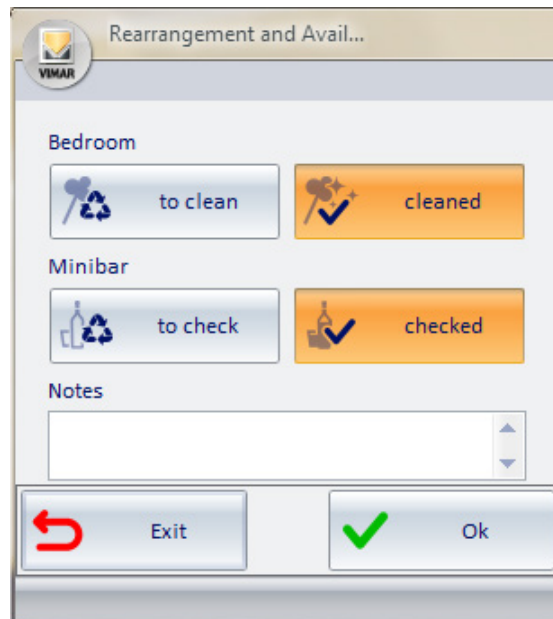 Rearrangement and Avail...
VIMAR
Bedroom
to clean
cleaned
Minibar
to check
checked
Notes
Exit
Ok